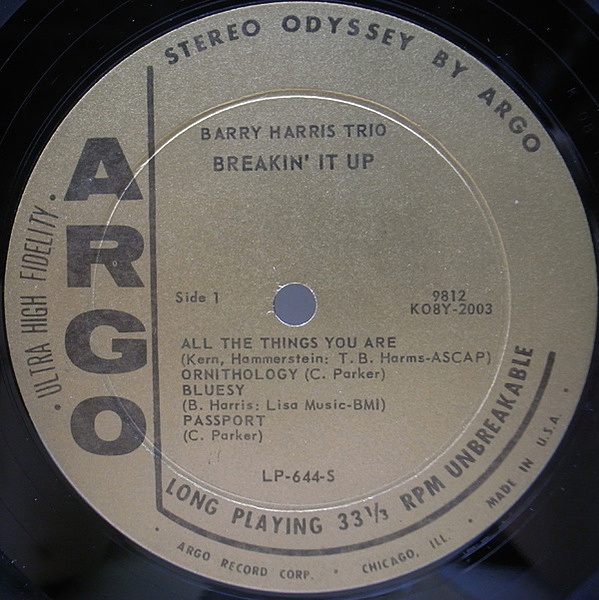 STEREO ODYSSEY BY ARGO
ARGO
· ULTRA HIGH FIDELITY ·
BARRY HARRIS TRIO
BREAKIN' IT UP
Side 1
9812
KO8Y-2003
ALL THE THINGS YOU ARE
(Kern, Hammerstein: T. B. Harms-ASCAP)
ORNITHOLOGY (C. Parker)
BLUESY
(B. Harris: Lisa Music-BMI)
PASSPORT
(C. Parker)
LP-644-S
LONG PLAYING 33⅓ RPM UNBREAKABLE
· ARGO RECORD CORP. · CHICAGO, ILL. · MADE IN U.S.A. ·